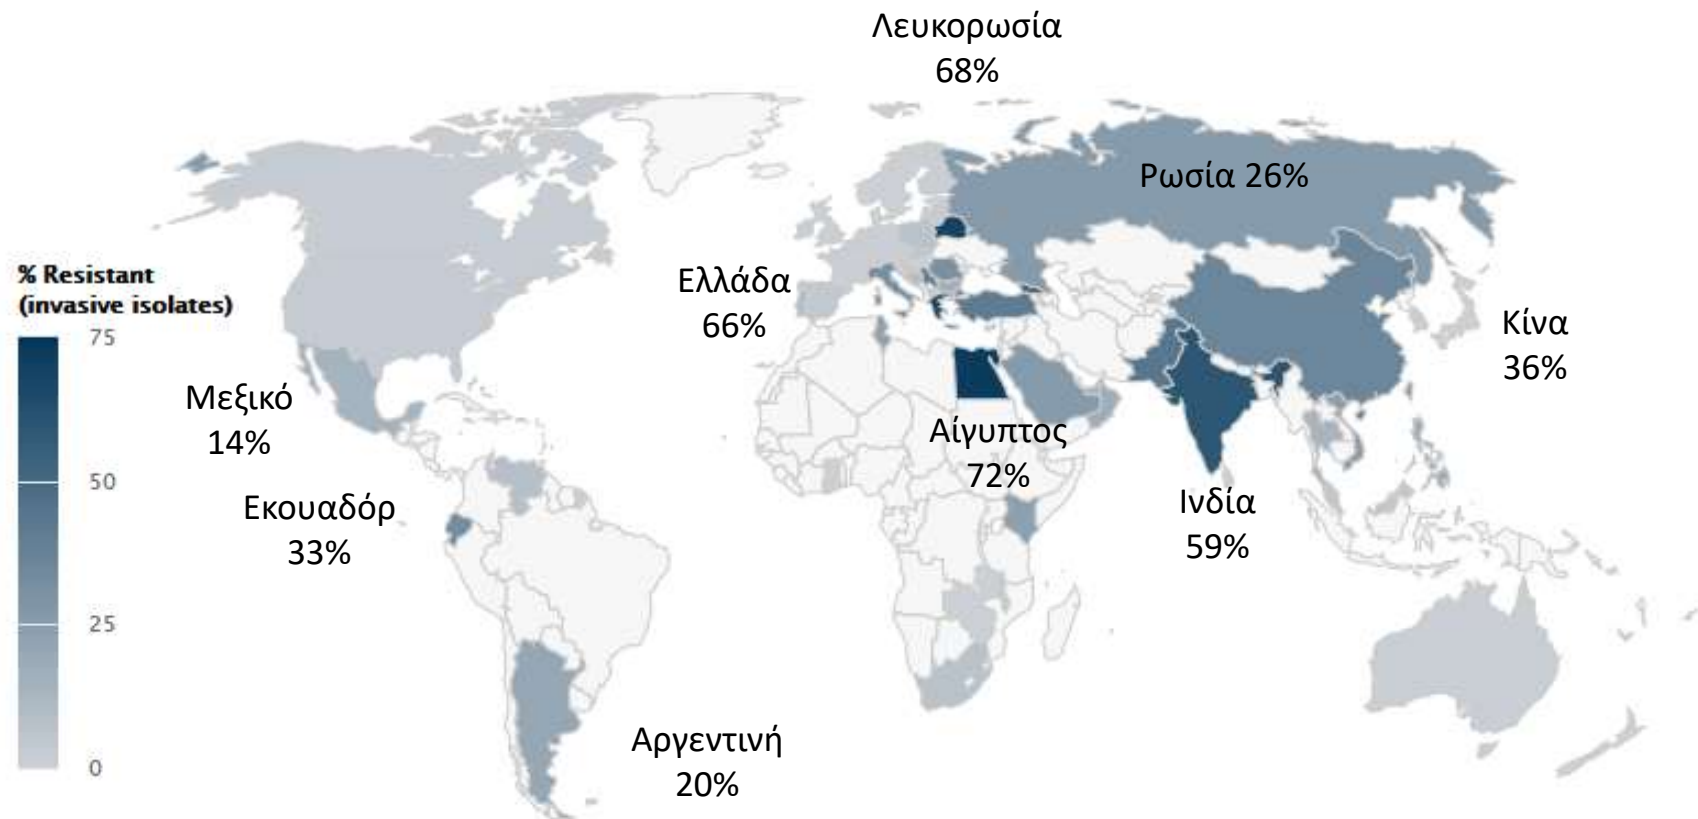 Λευκορωσία
68%
Ρωσία 26%
% Resistant
(invasive isolates)
75
50
25
0
Ελλάδα
66%
Κίνα
36%
Μεξικό
14%
Αίγυπτος
72%
Εκουαδόρ
33%
Ινδία
59%
Αργεντινή
20%